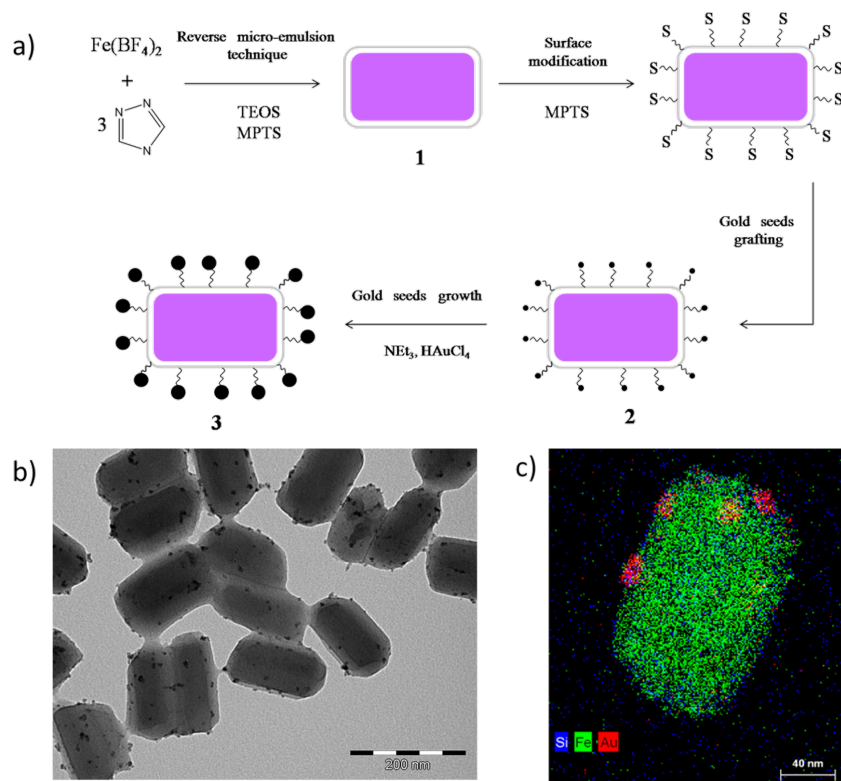 a)
Fe(BF₄)₂
+
3
N
N
N
Reverse micro-emulsion
technique
TEOS
MPTS
1
Surface
modification
MPTS
S S S S S
S S
S S
S S S S S
Gold seeds
grafting
2
Gold seeds growth
NEt₃, HAuCl₄
3
b)
200 nm
c)
Si Fe Au
40 nm